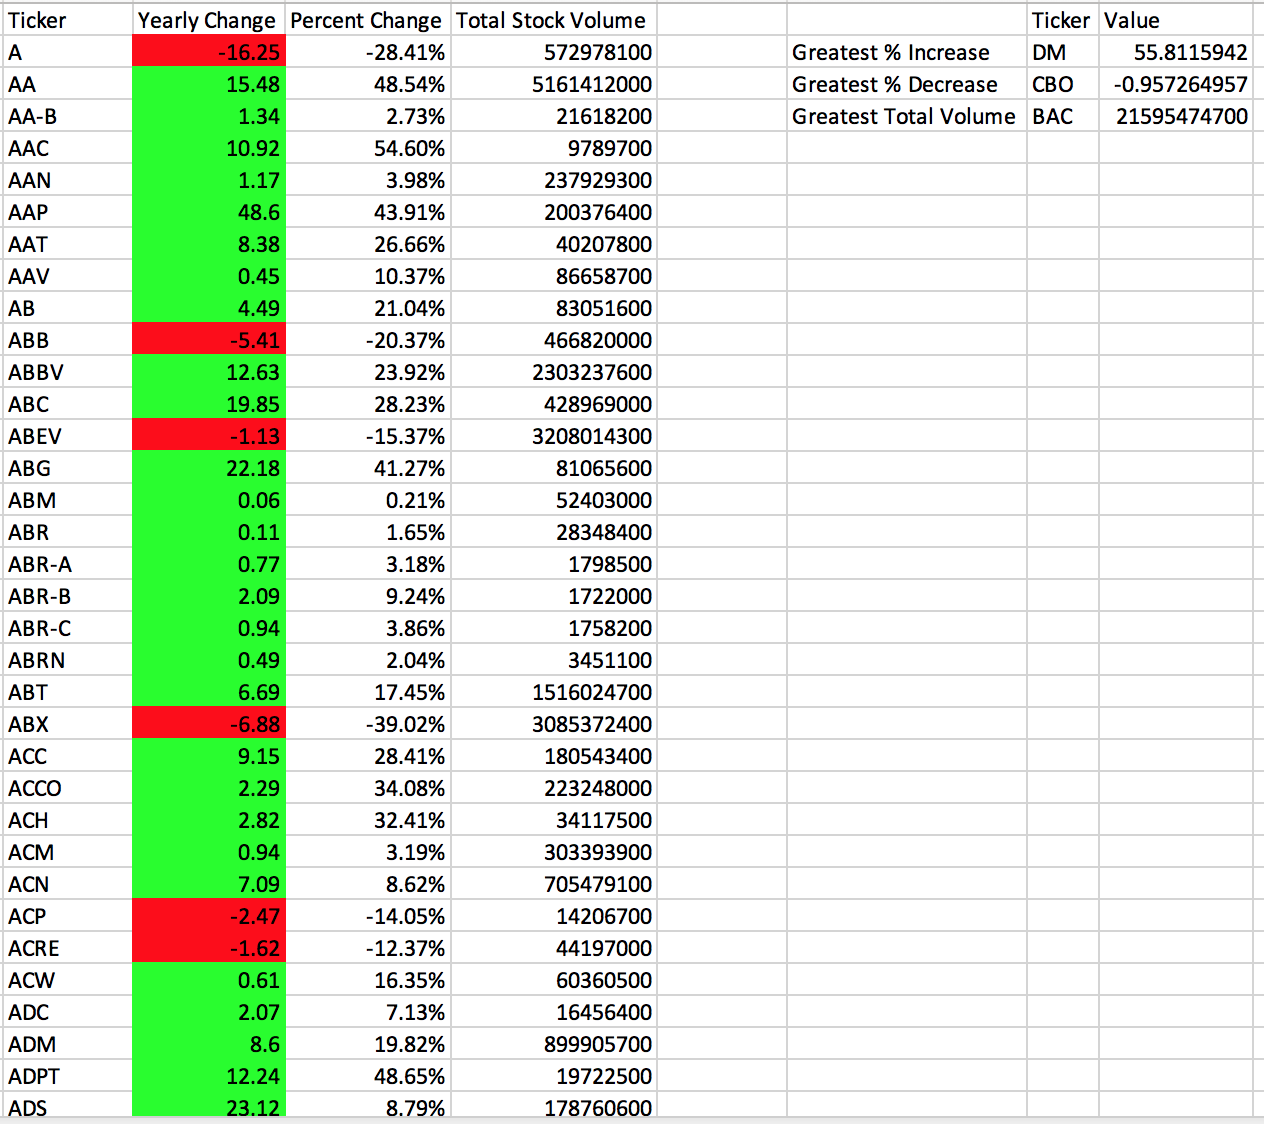 Ticker Yearly Change Percent Change Total Stock Volume Ticker Value
A -16.25 -28.41% 572978100 Greatest % Increase DM 55.8115942
AA 15.48 48.54% 5161412000 Greatest % Decrease CBO -0.957264957
AA-B 1.34 2.73% 21618200 Greatest Total Volume BAC 21595474700
AAC 10.92 54.60% 9789700
AAN 1.17 3.98% 237929300
AAP 48.6 43.91% 200376400
AAT 8.38 26.66% 40207800
AAV 0.45 10.37% 86658700
AB 4.49 21.04% 83051600
ABB -5.41 -20.37% 466820000
ABBV 12.63 23.92% 2303237600
ABC 19.85 28.23% 428969000
ABEV -1.13 -15.37% 3208014300
ABG 22.18 41.27% 81065600
ABM 0.06 0.21% 52403000
ABR 0.11 1.65% 28348400
ABR-A 0.77 3.18% 1798500
ABR-B 2.09 9.24% 1722000
ABR-C 0.94 3.86% 1758200
ABRN 0.49 2.04% 3451100
ABT 6.69 17.45% 1516024700
ABX -6.88 -39.02% 3085372400
ACC 9.15 28.41% 180543400
ACCO 2.29 34.08% 223248000
ACH 2.82 32.41% 34117500
ACM 0.94 3.19% 303393900
ACN 7.09 8.62% 705479100
ACP -2.47 -14.05% 14206700
ACRE -1.62 -12.37% 44197000
ACW 0.61 16.35% 60360500
ADC 2.07 7.13% 16456400
ADM 8.6 19.82% 899905700
ADPT 12.24 48.65% 19722500
ADS 23.12 8.79% 178760600